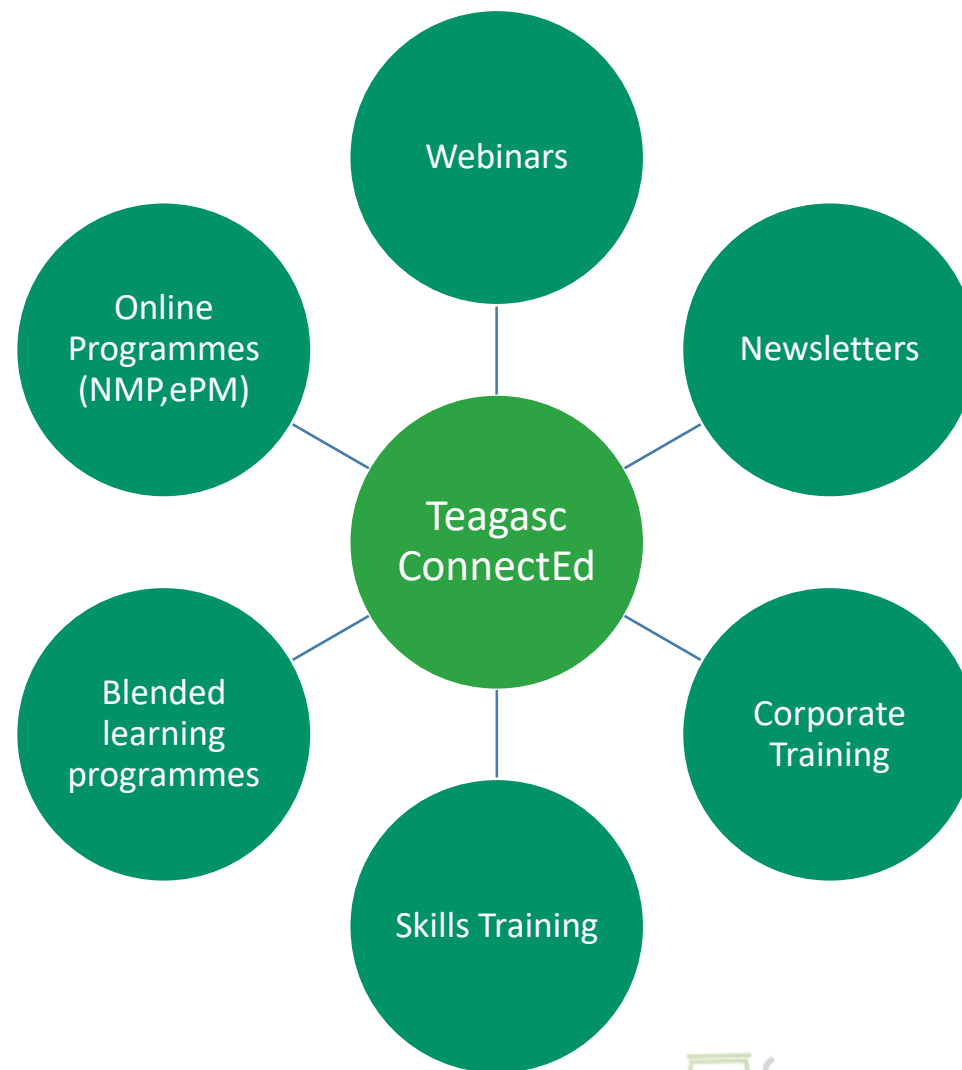 Webinars
Online
Programmes
(NMP,ePM)
Newsletters
Teagasc
ConnectEd
Blended
learning
programmes
Corporate
Training
Skills Training